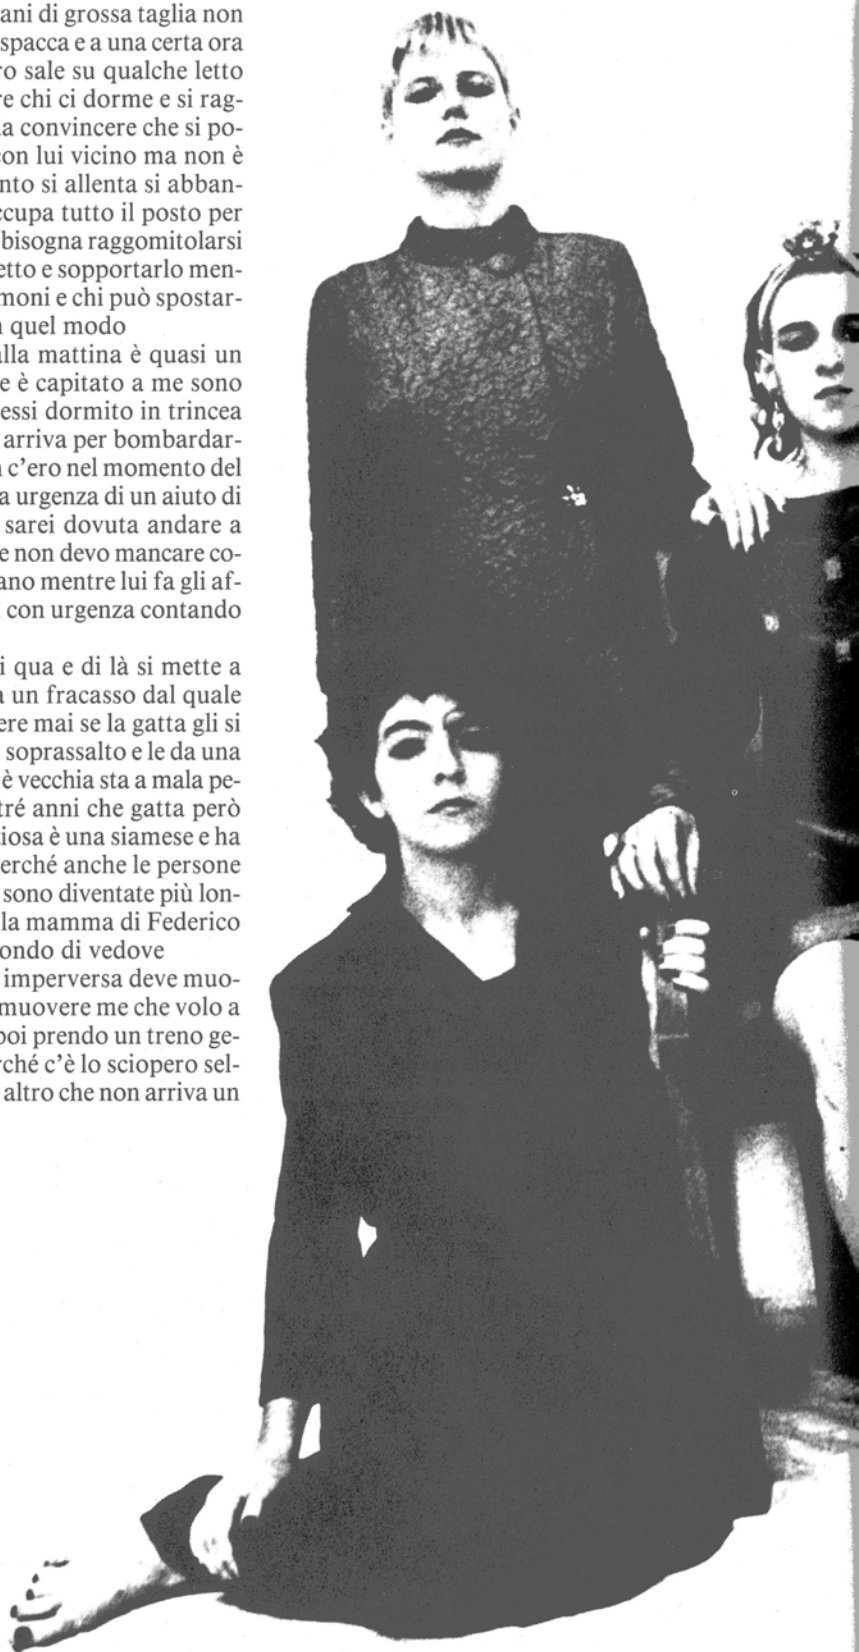 ani di grossa taglia non
spacca e a una certa ora
ro sale su qualche letto
re chi ci dorme e si rag-
la convincere che si po-
con lui vicino ma non è
nto si allenta si abban-
ccupa tutto il posto per
bisogna raggomitolarsi
etto e sopportarlo men-
moni e chi può spostar-
n quel modo
alla mattina è quasi un
e è capitato a me sono
essi dormito in trincea
arriva per bombardar-
n c'ero nel momento del
a urgenza di un aiuto di
sarei dovuta andare a
e non devo mancare co-
ano mentre lui fa gli af-
con urgenza contando
i qua e di là si mette a
a un fracasso dal quale
ere mai se la gatta gli si
soprassalto e le da una
è vecchia sta a mala pe-
tré anni che gatta però
iosa è una siamese e ha
erché anche le persone
sono diventate più lon-
la mamma di Federico
ondo di vedove
imperversa deve muo-
muovere me che volo a
poi prendo un treno ge-
rché c'è lo sciopero sel-
altro che non arriva un